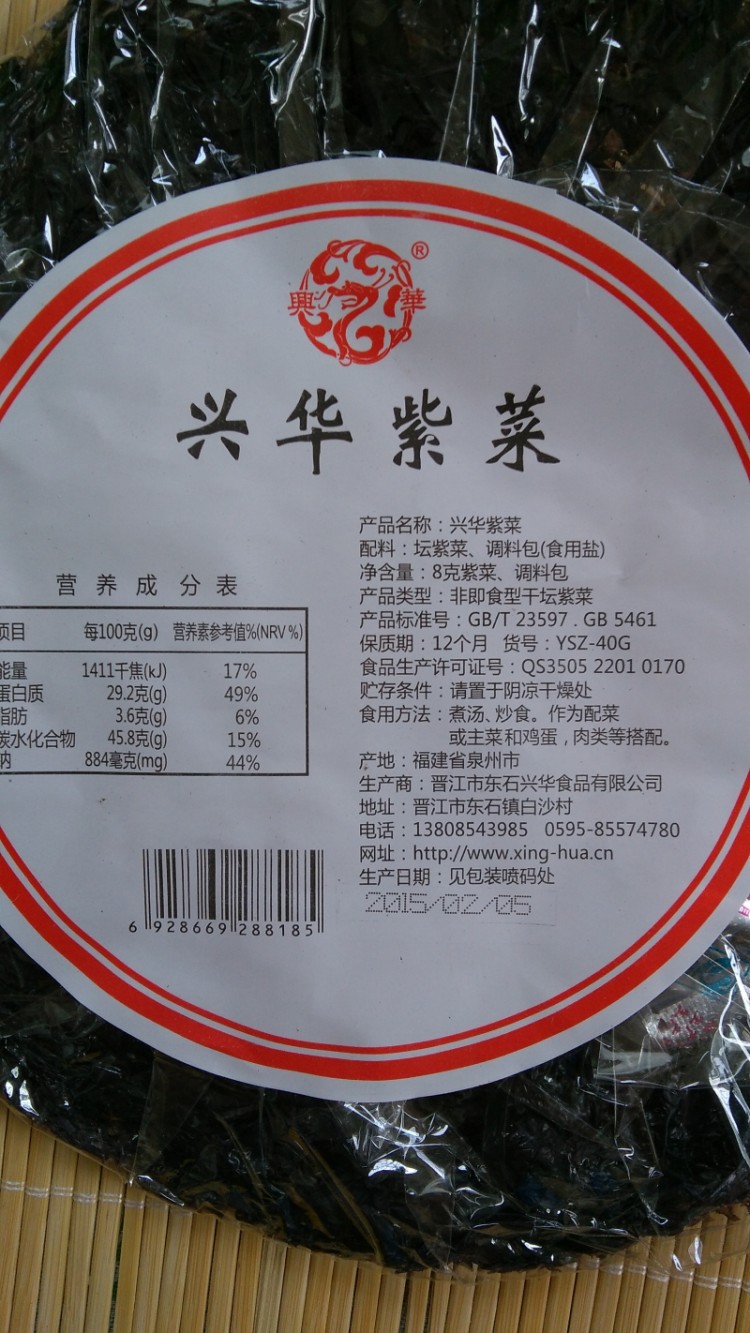 興 華 ®
兴华紫菜
营养成分表
项目 每100克(g) 营养素参考值%(NRV%)
能量 1411千焦(kJ) 17%
蛋白质 29.2克(g) 49%
脂肪 3.6克(g) 6%
碳水化合物 45.8克(g) 15%
钠 884毫克(mg) 44%
产品名称：兴华紫菜
配料：坛紫菜、调料包(食用盐)
净含量：8克紫菜、调料包
产品类型：非即食型干坛紫菜
产品标准号：GB/T 23597 . GB 5461
保质期：12个月 货号：YSZ-40G
食品生产许可证号：QS3505 2201 0170
贮存条件：请置于阴凉干燥处
食用方法：煮汤、炒食。作为配菜
或主菜和鸡蛋，肉类等搭配。
产地：福建省泉州市
生产商：晋江市东石兴华食品有限公司
地址：晋江市东石镇白沙村
电话：13808543985 0595-85574780
网址：http://www.xing-hua.cn
生产日期：见包装喷码处
2015/02/05
6 928669 288185